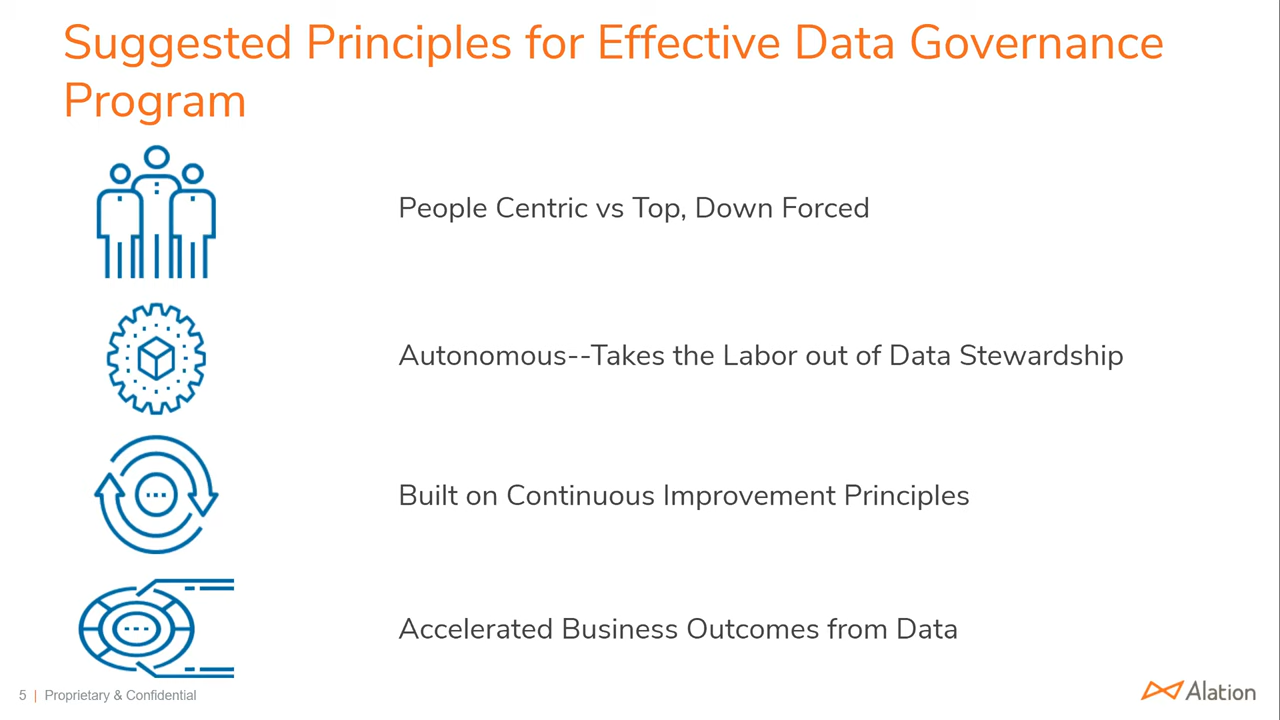 Suggested Principles for Effective Data Governance
Program
People Centric vs Top, Down Forced
Autonomous--Takes the Labor out of Data Stewardship
Built on Continuous Improvement Principles
Accelerated Business Outcomes from Data
5 | Proprietary & Confidential
Alation